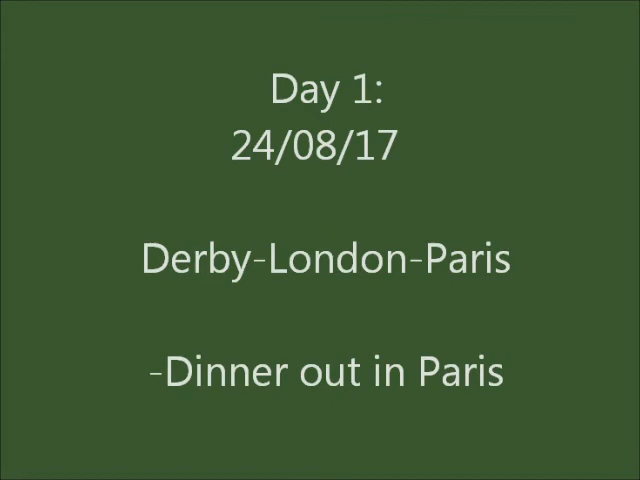 Day 1:
24/08/17
Derby-London-Paris
-Dinner out in Paris